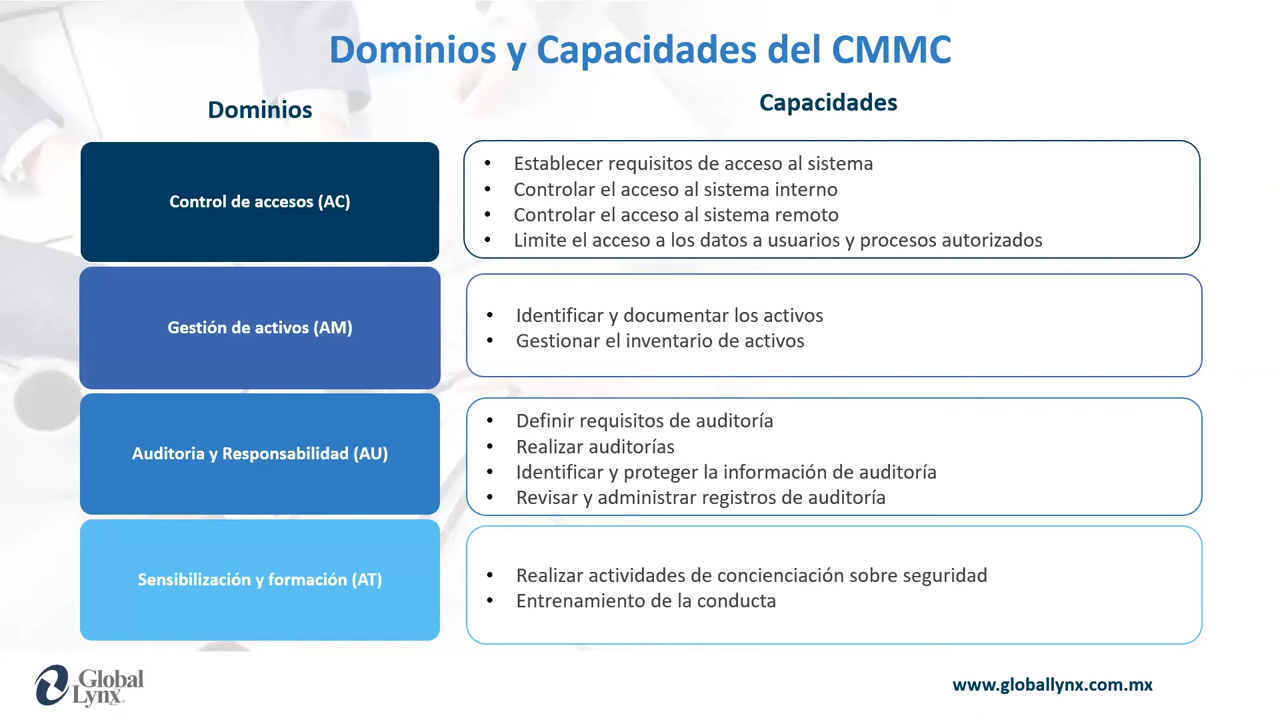 Dominios y Capacidades del CMMC
Dominios
Capacidades
Control de accesos (AC)
• Establecer requisitos de acceso al sistema
• Controlar el acceso al sistema interno
• Controlar el acceso al sistema remoto
• Limite el acceso a los datos a usuarios y procesos autorizados
Gestión de activos (AM)
• Identificar y documentar los activos
• Gestionar el inventario de activos
Auditoria y Responsabilidad (AU)
• Definir requisitos de auditoría
• Realizar auditorías
• Identificar y proteger la información de auditoría
• Revisar y administrar registros de auditoría
Sensibilización y formación (AT)
• Realizar actividades de concienciación sobre seguridad
• Entrenamiento de la conducta
Global
Lynx
www.globallynx.com.mx